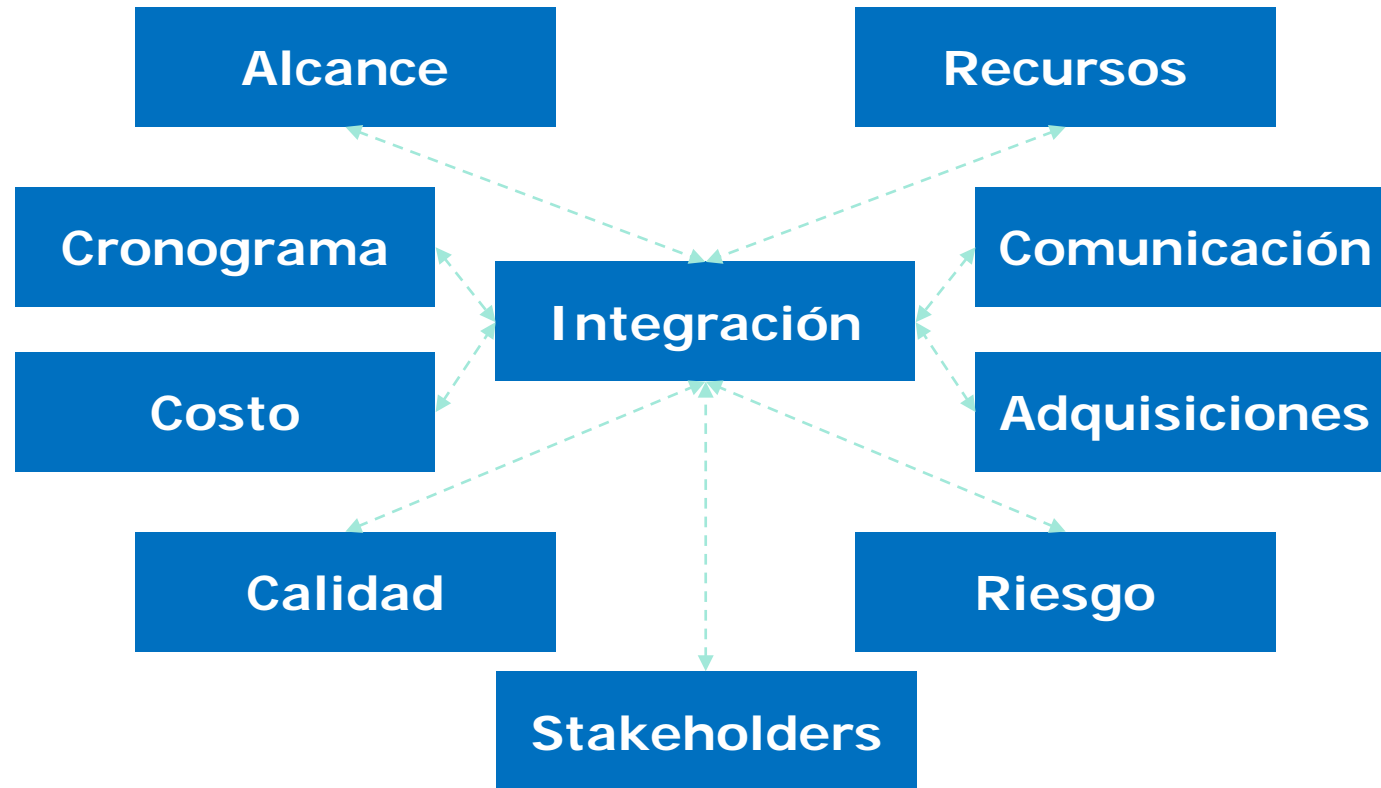 Alcance
Recursos
Cronograma
Comunicación
Integración
Costo
Adquisiciones
Calidad
Riesgo
Stakeholders